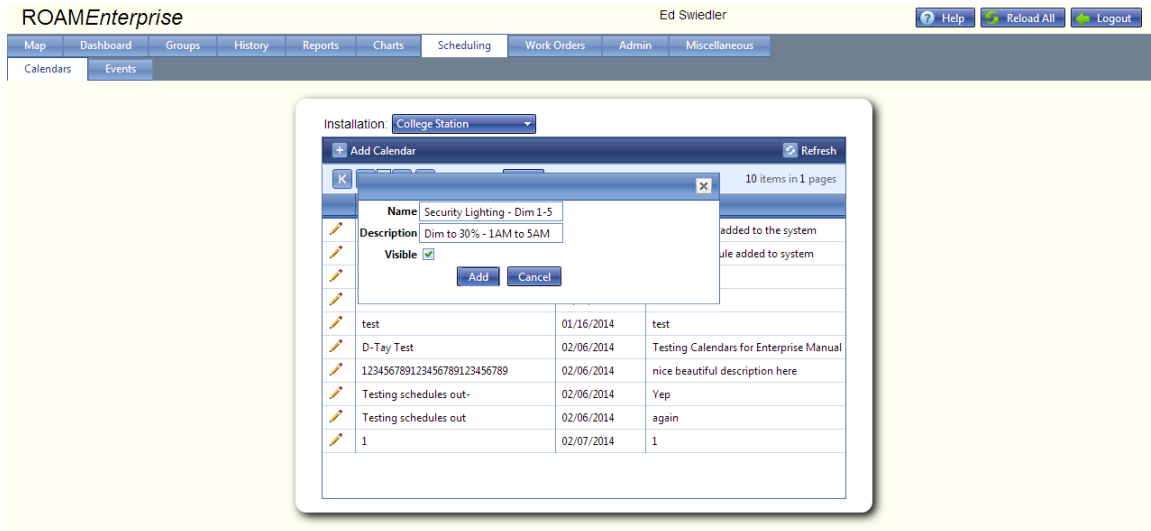 ROAMEnterprise
Ed Swiedler
Help Reload All Logout
Map Dashboard Groups History Reports Charts Scheduling Work Orders Admin Miscellaneous
Calendars Events
Installation: College Station
Add Calendar Refresh
10 items in 1 pages
Name Security Lighting - Dim 1-5
added to the system
Description Dim to 30% - 1AM to 5AM
Visible
ule added to system
Add Cancel
test 01/16/2014 test
D-Tay Test 02/06/2014 Testing Calendars for Enterprise Manual
123456789123456789123456789 02/06/2014 nice beautiful description here
Testing schedules out- 02/06/2014 Yep
Testing schedules out 02/06/2014 again
1 02/07/2014 1